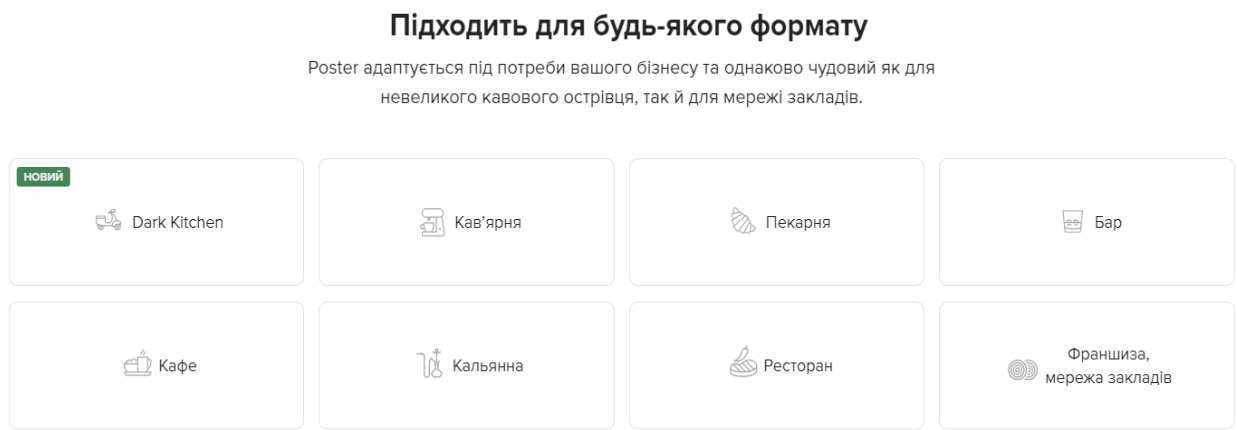 Підходить для будь-якого формату
Poster адаптується під потреби вашого бізнесу та однаково чудовий як для
невеликого кавового острівця, так й для мережі закладів.
НОВИЙ
Dark Kitchen
Кав’ярня
Пекарня
Бар
Кафе
Кальянна
Ресторан
Франшиза,
мережа закладів